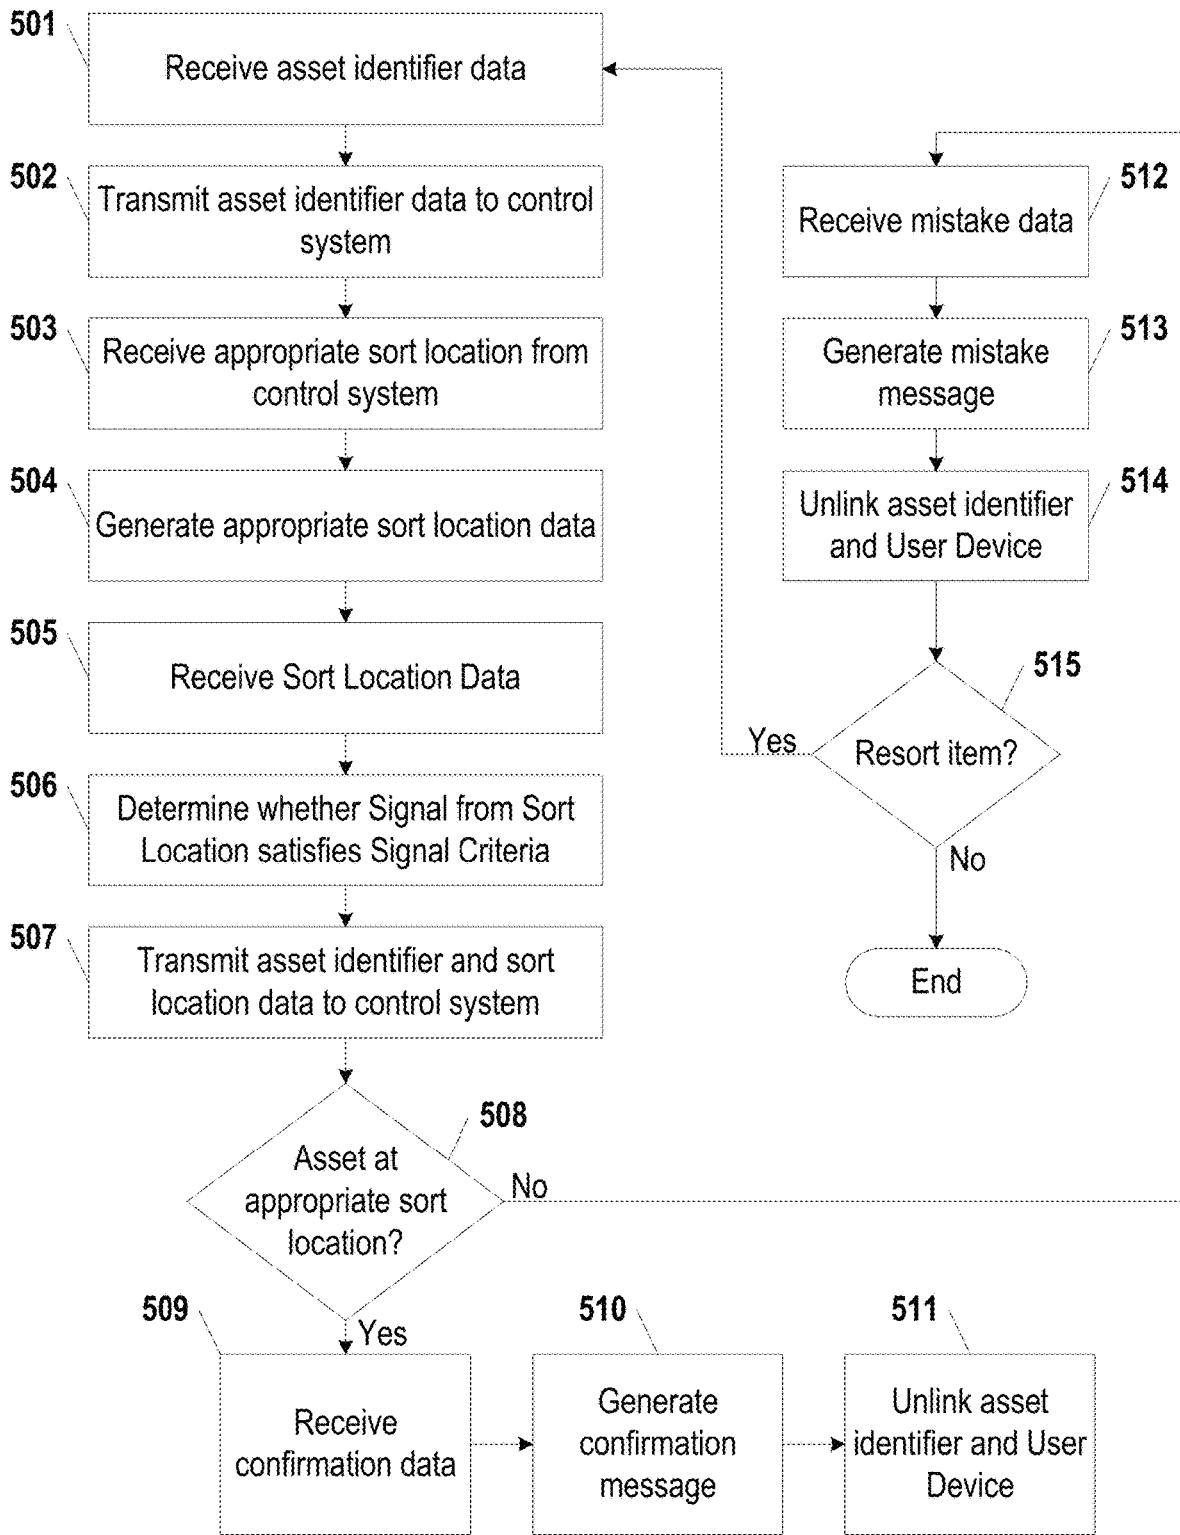 501
Receive asset identifier data
502
Transmit asset identifier data to control
system
503
Receive appropriate sort location from
control system
504
Generate appropriate sort location data
505
Receive Sort Location Data
506
Determine whether Signal from Sort
Location satisfies Signal Criteria
507
Transmit asset identifier and sort
location data to control system
508
Asset at
appropriate sort
location?
No
Yes
509
Receive
confirmation data
510
Generate
confirmation
message
511
Unlink asset
identifier and User
Device
512
Receive mistake data
513
Generate mistake
message
514
Unlink asset identifier
and User Device
515
Resort item?
Yes
No
End